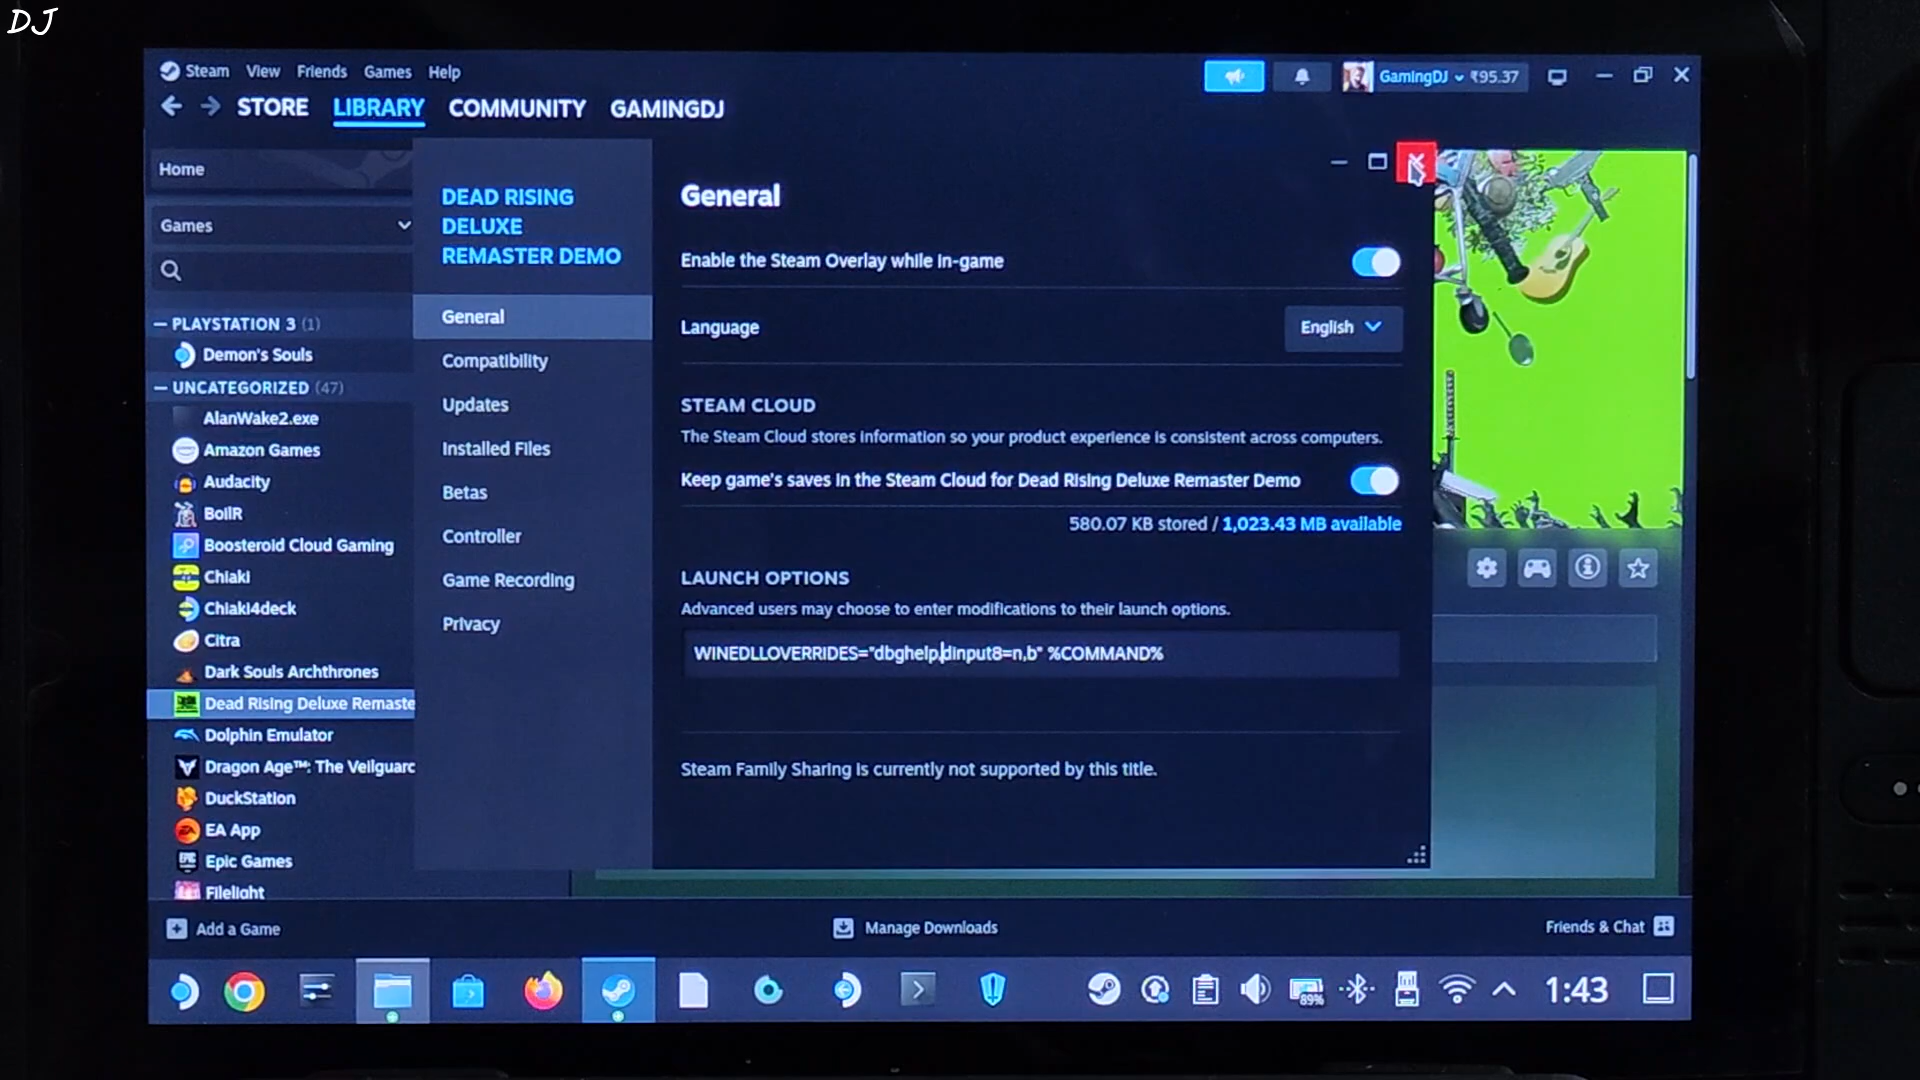 DJ
Steam View Friends Games Help
GamingDJ ₹95.37
STORE LIBRARY COMMUNITY GAMINGDJ
Home
Games
PLAYSTATION 3 (1)
Demon's Souls
UNCATEGORIZED (47)
AlanWake2.exe
Amazon Games
Audacity
BoilR
Boosteroid Cloud Gaming
Chiaki
Chiaki4deck
Citra
Dark Souls Archthrones
Dead Rising Deluxe Remaste
Dolphin Emulator
Dragon Age™: The Veilguarc
DuckStation
EA App
Epic Games
Filelight
DEAD RISING
DELUXE
REMASTER DEMO
General
Compatibility
Updates
Installed Files
Betas
Controller
Game Recording
Privacy
General
Enable the Steam Overlay while in-game
Language English
STEAM CLOUD
The Steam Cloud stores information so your product experience is consistent across computers.
Keep game's saves in the Steam Cloud for Dead Rising Deluxe Remaster Demo
580.07 KB stored / 1,023.43 MB available
LAUNCH OPTIONS
Advanced users may choose to enter modifications to their launch options.
WINEDLLOVERRIDES="dbghelp,dinput8=n,b" %COMMAND%
Steam Family Sharing is currently not supported by this title.
Add a Game Manage Downloads Friends & Chat
89% 1:43